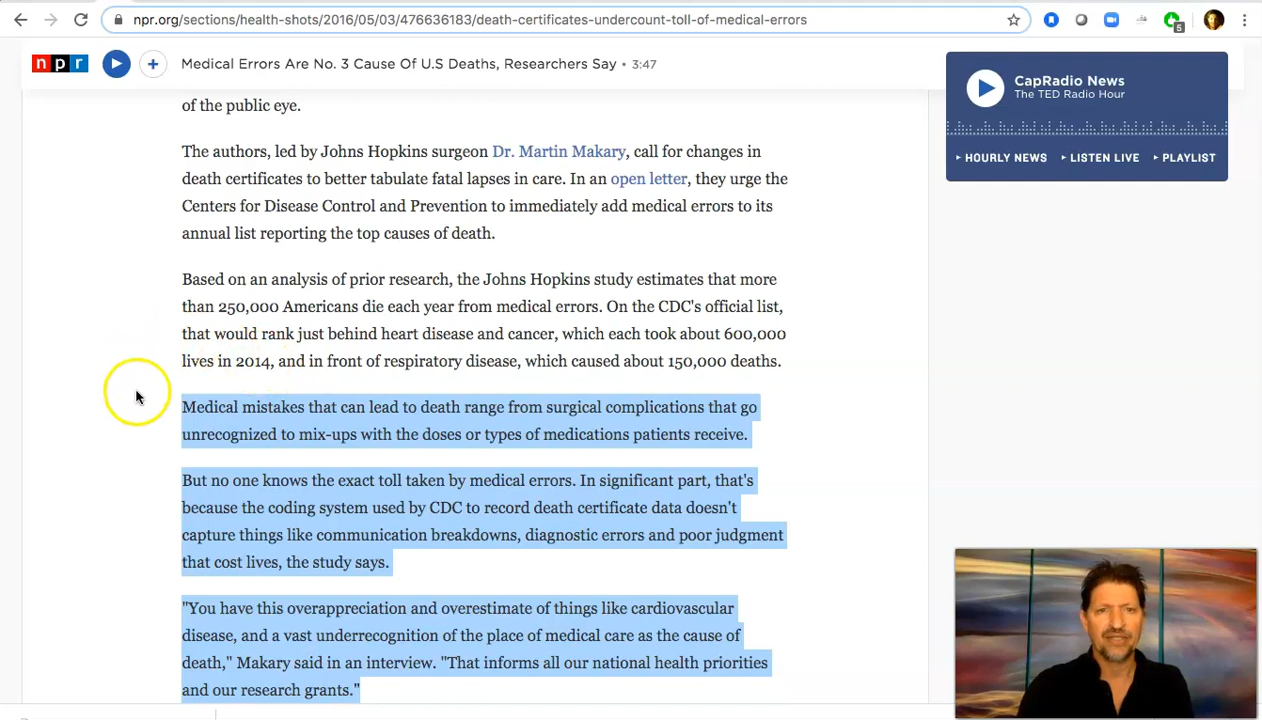 npr.org/sections/health-shots/2016/05/03/476636183/death-certificates-undercount-toll-of-medical-errors
5
n p r
Medical Errors Are No. 3 Cause Of U.S Deaths, Researchers Say • 3:47
CapRadio News
The TED Radio Hour
HOURLY NEWS
LISTEN LIVE
PLAYLIST
of the public eye.
The authors, led by Johns Hopkins surgeon Dr. Martin Makary, call for changes in
death certificates to better tabulate fatal lapses in care. In an open letter, they urge the
Centers for Disease Control and Prevention to immediately add medical errors to its
annual list reporting the top causes of death.
Based on an analysis of prior research, the Johns Hopkins study estimates that more
than 250,000 Americans die each year from medical errors. On the CDC's official list,
that would rank just behind heart disease and cancer, which each took about 600,000
lives in 2014, and in front of respiratory disease, which caused about 150,000 deaths.
Medical mistakes that can lead to death range from surgical complications that go
unrecognized to mix-ups with the doses or types of medications patients receive.
But no one knows the exact toll taken by medical errors. In significant part, that's
because the coding system used by CDC to record death certificate data doesn't
capture things like communication breakdowns, diagnostic errors and poor judgment
that cost lives, the study says.
"You have this overappreciation and overestimate of things like cardiovascular
disease, and a vast underrecognition of the place of medical care as the cause of
death," Makary said in an interview. "That informs all our national health priorities
and our research grants."